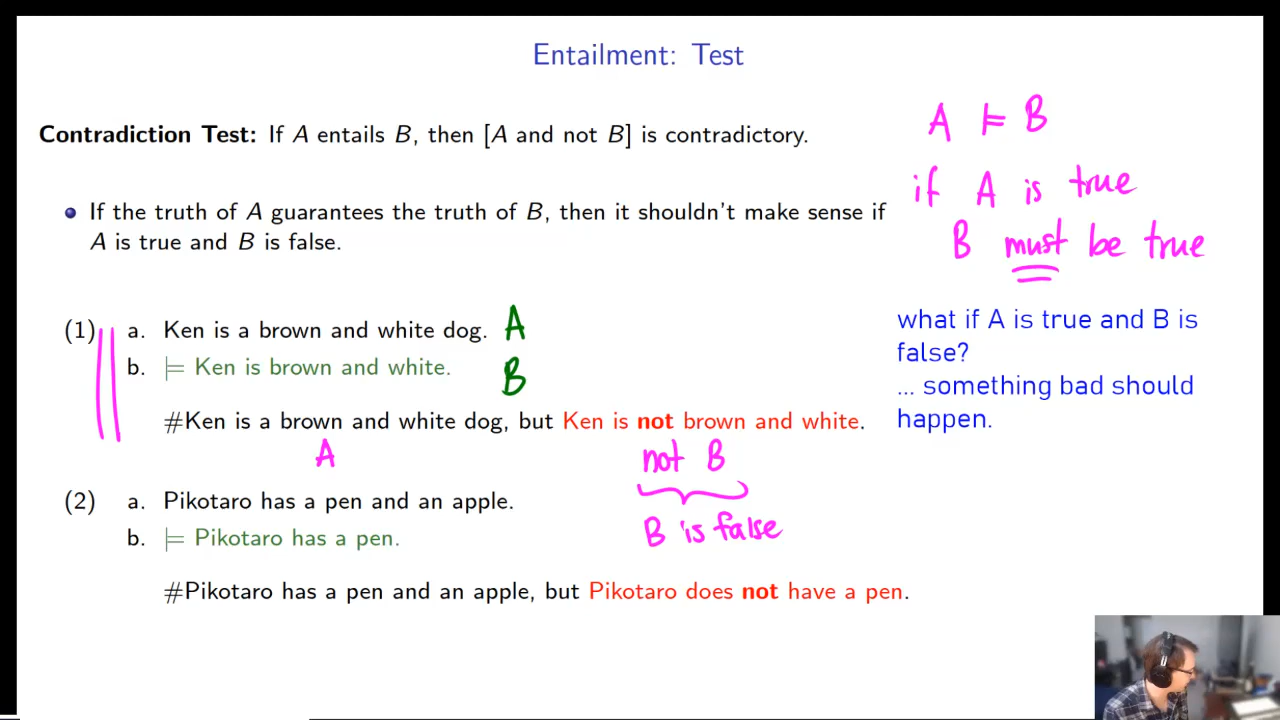 Entailment: Test
Contradiction Test: If A entails B, then [A and not B] is contradictory.
A ⊨ B
if A is true
B must be true
If the truth of A guarantees the truth of B, then it shouldn't make sense if
A is true and B is false.
what if A is true and B is
false?
... something bad should
happen.
(1) a. Ken is a brown and white dog. A
b. ⊨ Ken is brown and white. B
#Ken is a brown and white dog, but Ken is not brown and white.
A not B
B is false
(2) a. Pikotaro has a pen and an apple.
b. ⊨ Pikotaro has a pen.
#Pikotaro has a pen and an apple, but Pikotaro does not have a pen.